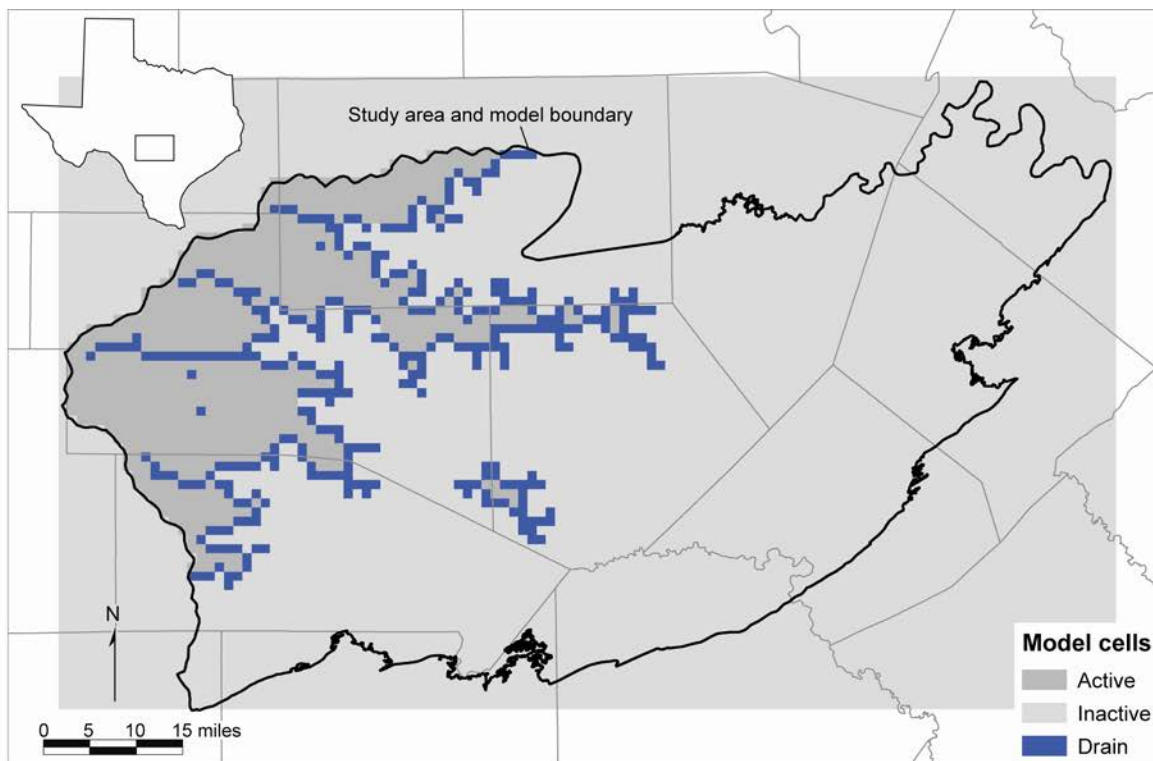 Study area and model boundary
N
0 5 10 15 miles
Model cells
Active
Inactive
Drain